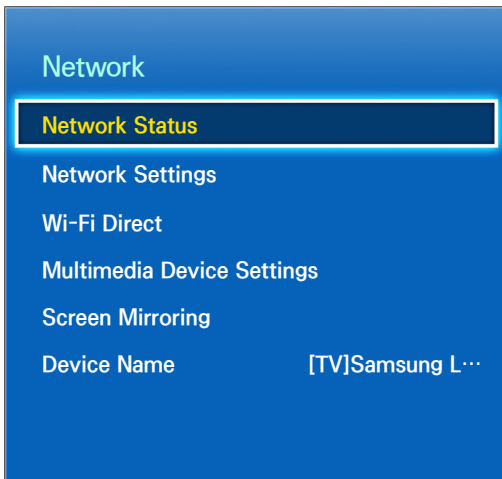 Network
Network Status
Network Settings
Wi-Fi Direct
Multimedia Device Settings
Screen Mirroring
Device Name [TV]Samsung L···